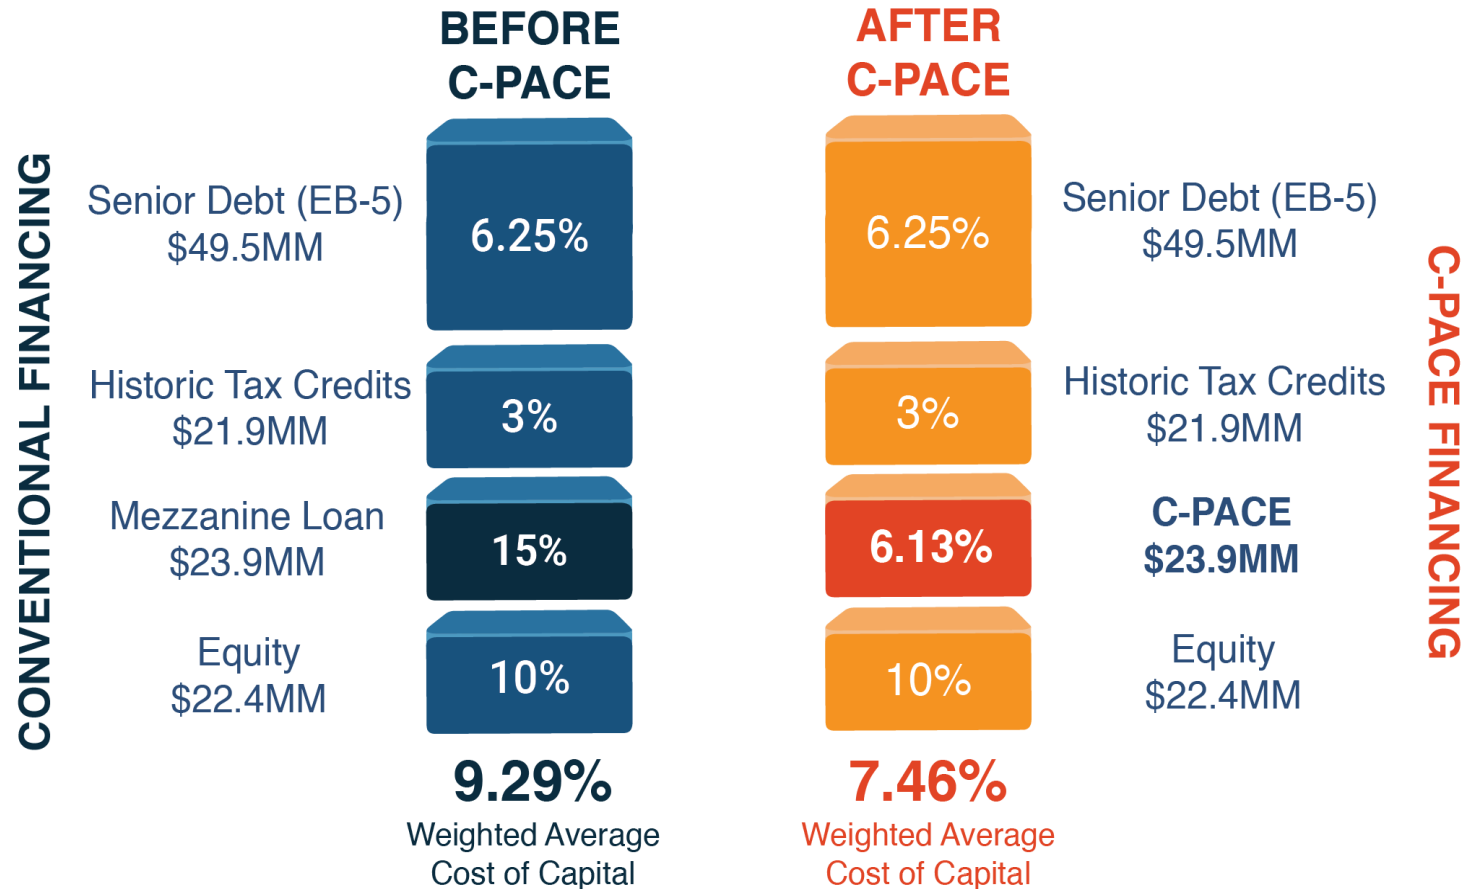 BEFORE
C-PACE
AFTER
C-PACE
CONVENTIONAL FINANCING
Senior Debt (EB-5)
$49.5MM
6.25%
6.25%
Senior Debt (EB-5)
$49.5MM
Historic Tax Credits
$21.9MM
3%
3%
Historic Tax Credits
$21.9MM
Mezzanine Loan
$23.9MM
15%
6.13%
C-PACE
$23.9MM
Equity
$22.4MM
10%
10%
Equity
$22.4MM
C-PACE FINANCING
9.29%
Weighted Average
Cost of Capital
7.46%
Weighted Average
Cost of Capital